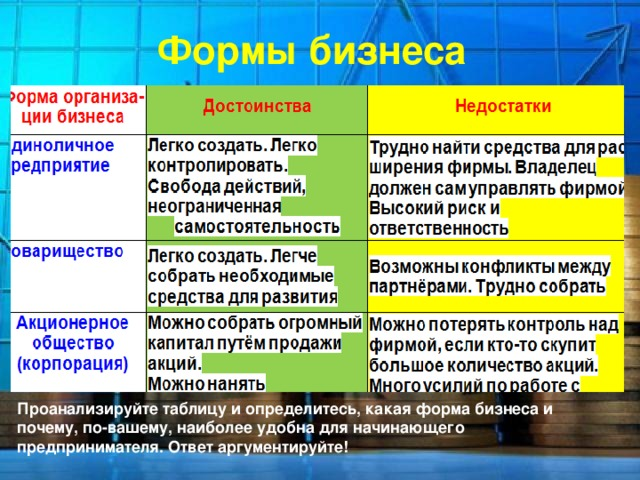 Формы бизнеса
Форма организа-
ции бизнеса
Достоинства
Недостатки
диноличное
редприятие
Легко создать. Легко
контролировать.
Свобода действий,
неограниченная
самостоятельность
Трудно найти средства для рас
ширения фирмы. Владелец
должен сам управлять фирмой
Высокий риск и
ответственность
оварищество
Легко создать. Легче
собрать необходимые
средства для развития
Возможны конфликты между
партнёрами. Трудно собрать
Акционерное
общество
(корпорация)
Можно собрать огромный
капитал путём продажи
акций.
Можно нанять
Можно потерять контроль над
фирмой, если кто-то скупит
большое количество акций.
Много усилий по работе с
Проанализируйте таблицу и определитесь, какая форма бизнеса и
почему, по-вашему, наиболее удобна для начинающего
предпринимателя. Ответ аргументируйте!